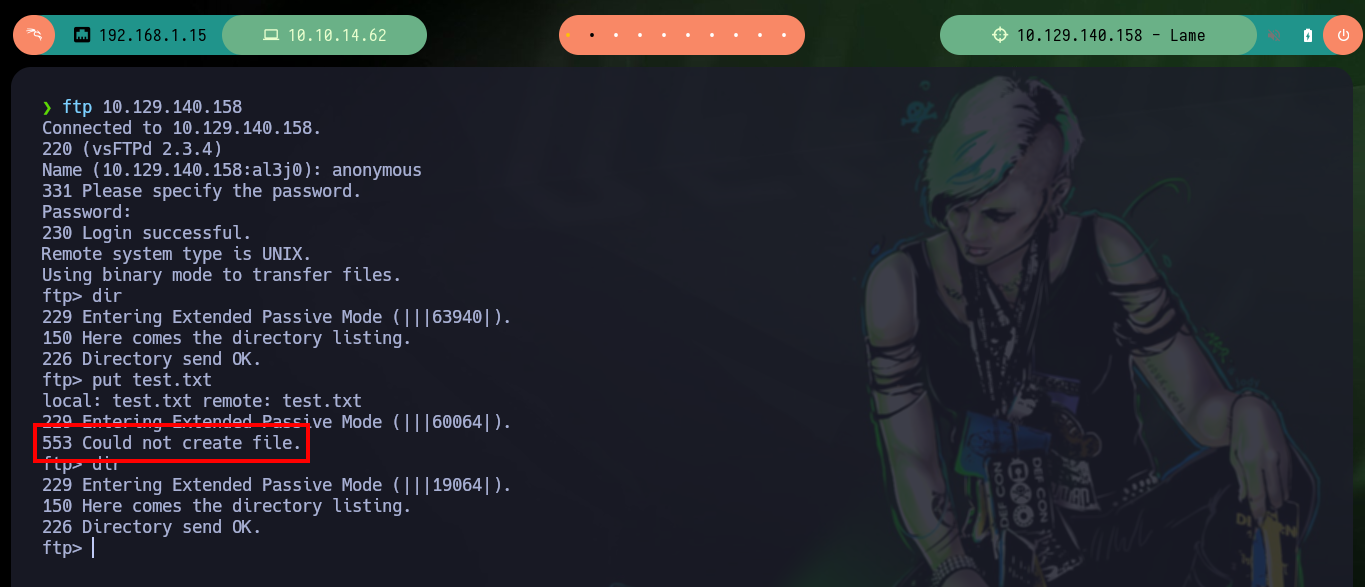 192.168.1.15 10.10.14.62 10.129.140.158 - Lame
❯ ftp 10.129.140.158
Connected to 10.129.140.158.
220 (vsFTPd 2.3.4)
Name (10.129.140.158:al3j0): anonymous
331 Please specify the password.
Password:
230 Login successful.
Remote system type is UNIX.
Using binary mode to transfer files.
ftp> dir
229 Entering Extended Passive Mode (|||63940|).
150 Here comes the directory listing.
226 Directory send OK.
ftp> put test.txt
local: test.txt remote: test.txt
229 Entering Extended Passive Mode (|||60064|).
553 Could not create file.
ftp> dir
229 Entering Extended Passive Mode (|||19064|).
150 Here comes the directory listing.
226 Directory send OK.
ftp>
DEF CON
DEF CON